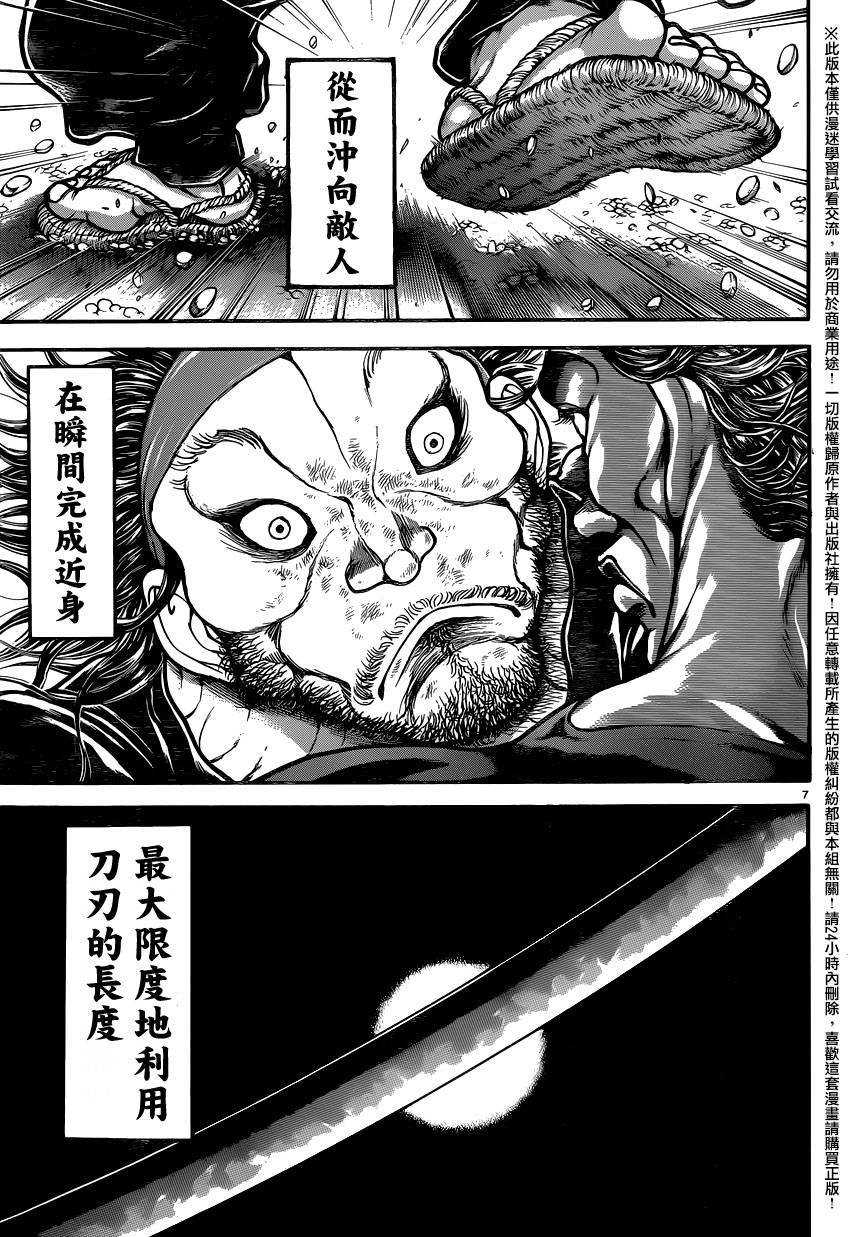 從而沖向敵人
在瞬間完成近身
7
最大限度地利用
刀刃的長度
※此版本僅供漫迷學習試看交流，請勿用於商業用途！一切版權歸原作者與出版社擁有！因任意轉載所產生的版權糾紛都與本組無關！請24小時內刪除，喜歡這套漫畫請購買正版！